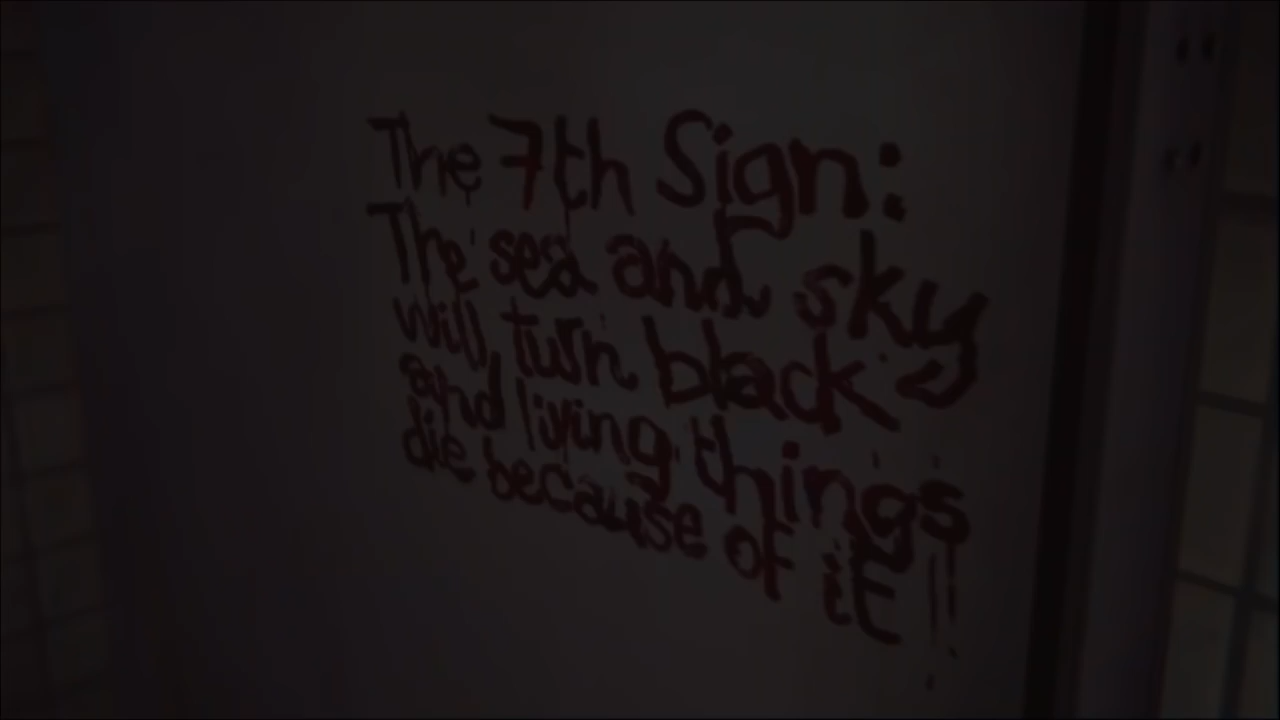 The 7th Sign:
The sea and sky
will turn black
and living things
die because of it!!